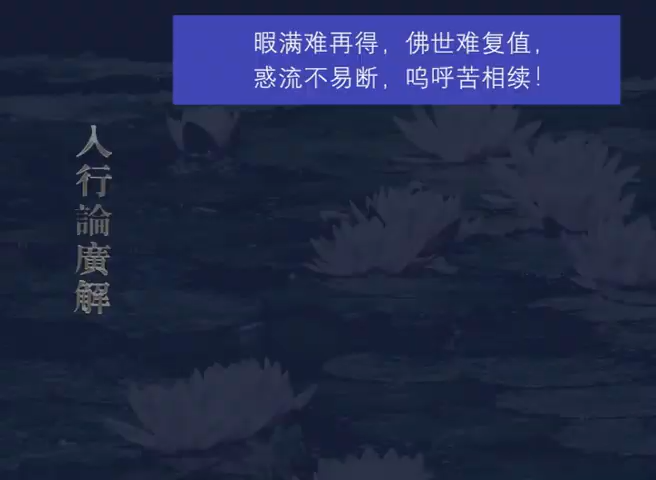 暇满难再得，佛世难复值，
惑流不易断，呜呼苦相续！
入行論廣解